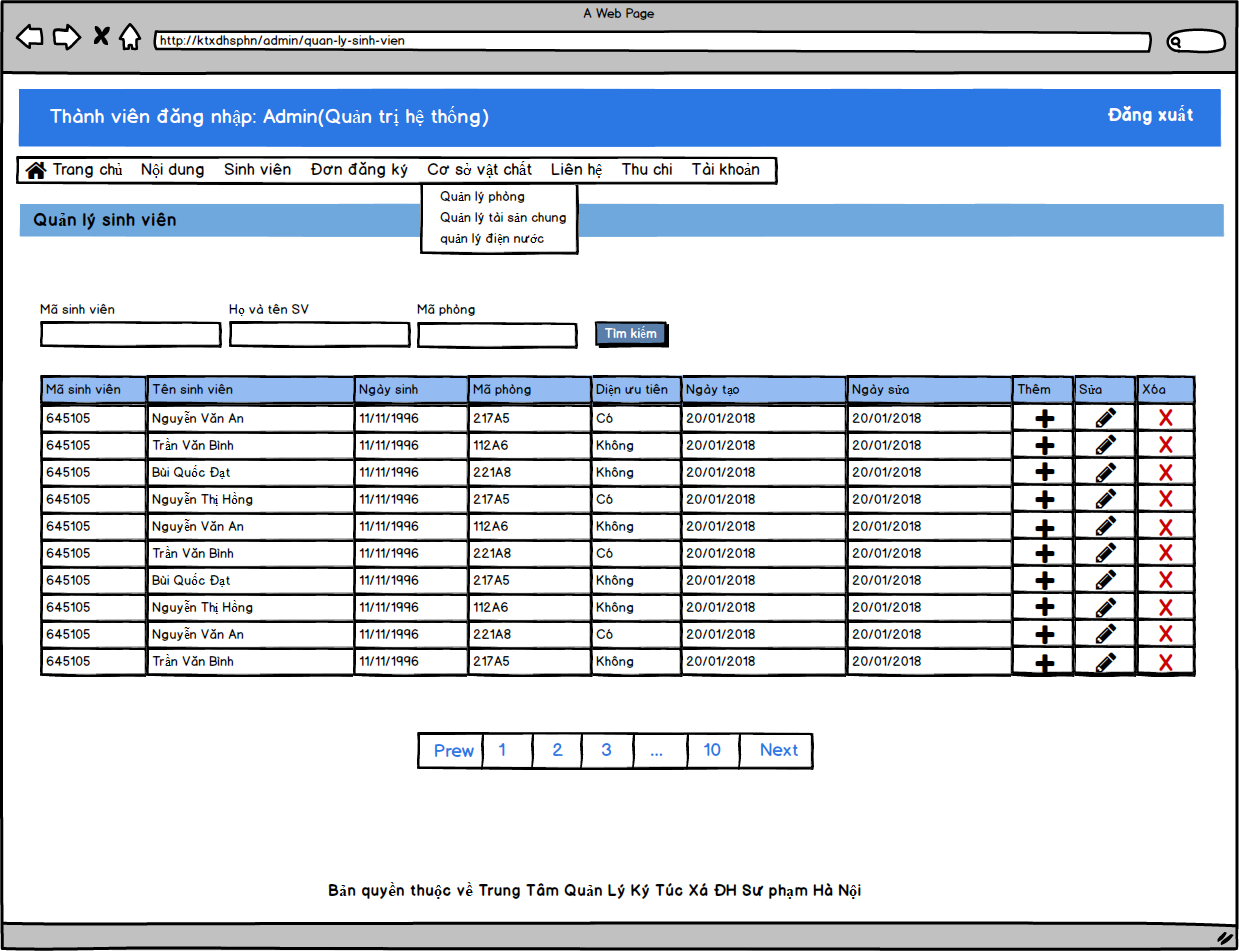 A Web Page
http://ktxdhsphn/admin/quan-ly-sinh-vien
Thành viên đăng nhập: Admin(Quản trị hệ thống)
Đăng xuất
Trang chủ Nội dung Sinh viên Đơn đăng ký Cơ sở vật chất Liên hệ Thu chi Tài khoản
Quản lý phòng
Quản lý tài sản chung
quản lý điện nước
Quản lý sinh viên
Mã sinh viên Họ và tên SV Mã phòng
Tìm kiếm
Mã sinh viên Tên sinh viên Ngày sinh Mã phòng Diện ưu tiên Ngày tạo Ngày sửa Thêm Sửa Xóa
645105 Nguyễn Văn An 11/11/1996 217A5 Có 20/01/2018 20/01/2018
645105 Trần Văn Bình 11/11/1996 112A6 Không 20/01/2018 20/01/2018
645105 Bùi Quốc Đạt 11/11/1996 221A8 Không 20/01/2018 20/01/2018
645105 Nguyễn Thị Hồng 11/11/1996 217A5 Có 20/01/2018 20/01/2018
645105 Nguyễn Văn An 11/11/1996 112A6 Không 20/01/2018 20/01/2018
645105 Trần Văn Bình 11/11/1996 221A8 Có 20/01/2018 20/01/2018
645105 Bùi Quốc Đạt 11/11/1996 217A5 Không 20/01/2018 20/01/2018
645105 Nguyễn Thị Hồng 11/11/1996 112A6 Không 20/01/2018 20/01/2018
645105 Nguyễn Văn An 11/11/1996 221A8 Có 20/01/2018 20/01/2018
645105 Trần Văn Bình 11/11/1996 217A5 Không 20/01/2018 20/01/2018
Prew 1 2 3 ... 10 Next
Bản quyền thuộc về Trung Tâm Quản Lý Ký Túc Xá ĐH Sư phạm Hà Nội